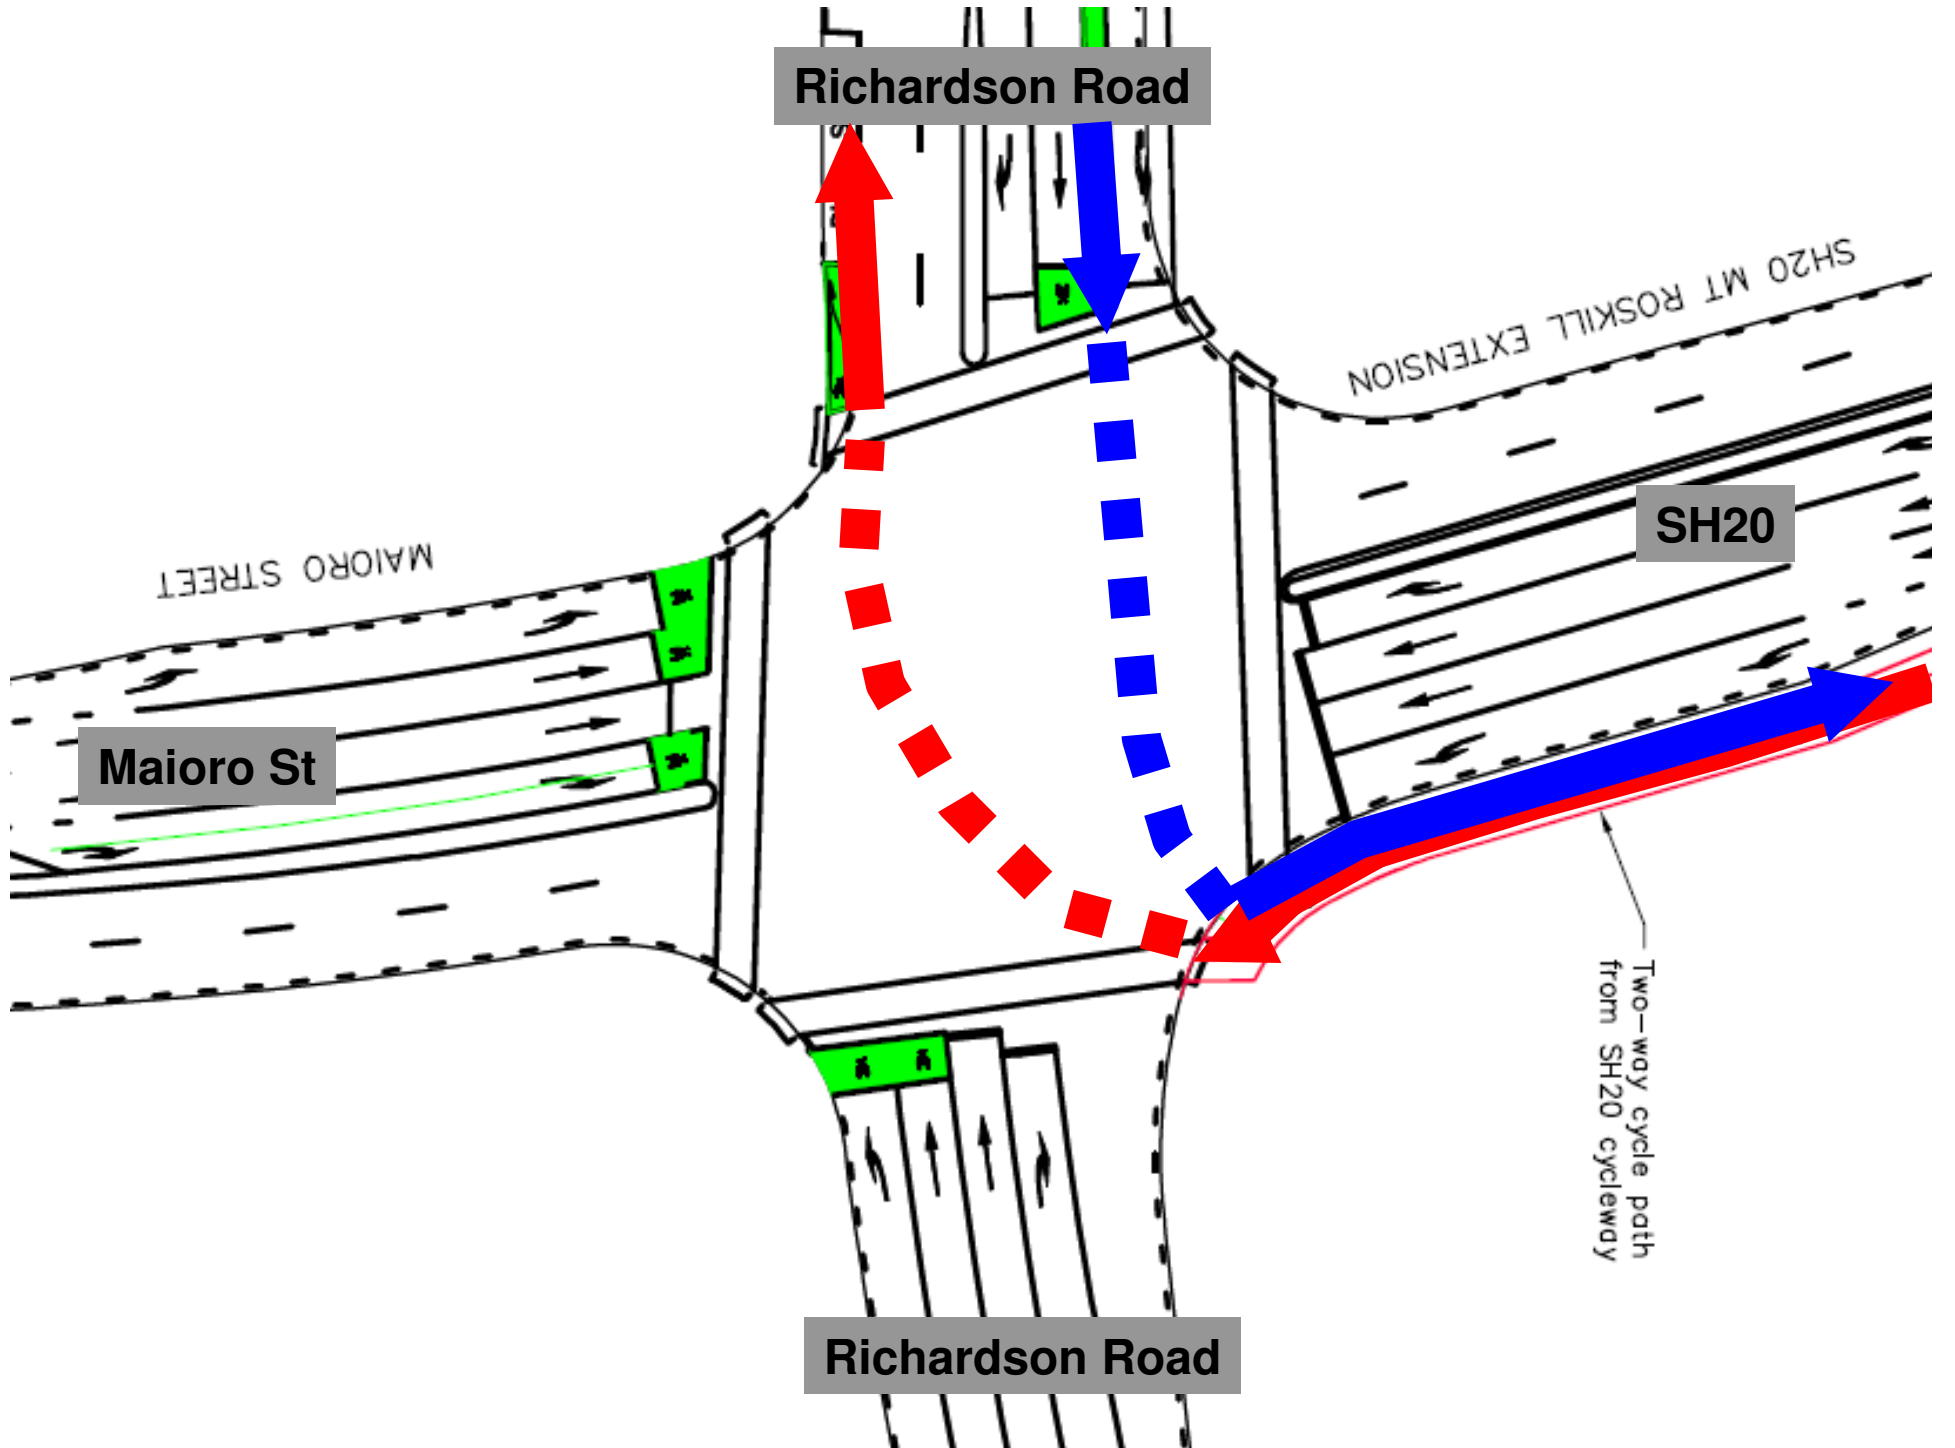 Richardson Road
SH20 MT ROSKILL EXTENSION
SH20
MAIORO STREET
Maioro St
Two-way cycle path
from SH20 cycleway
Richardson Road